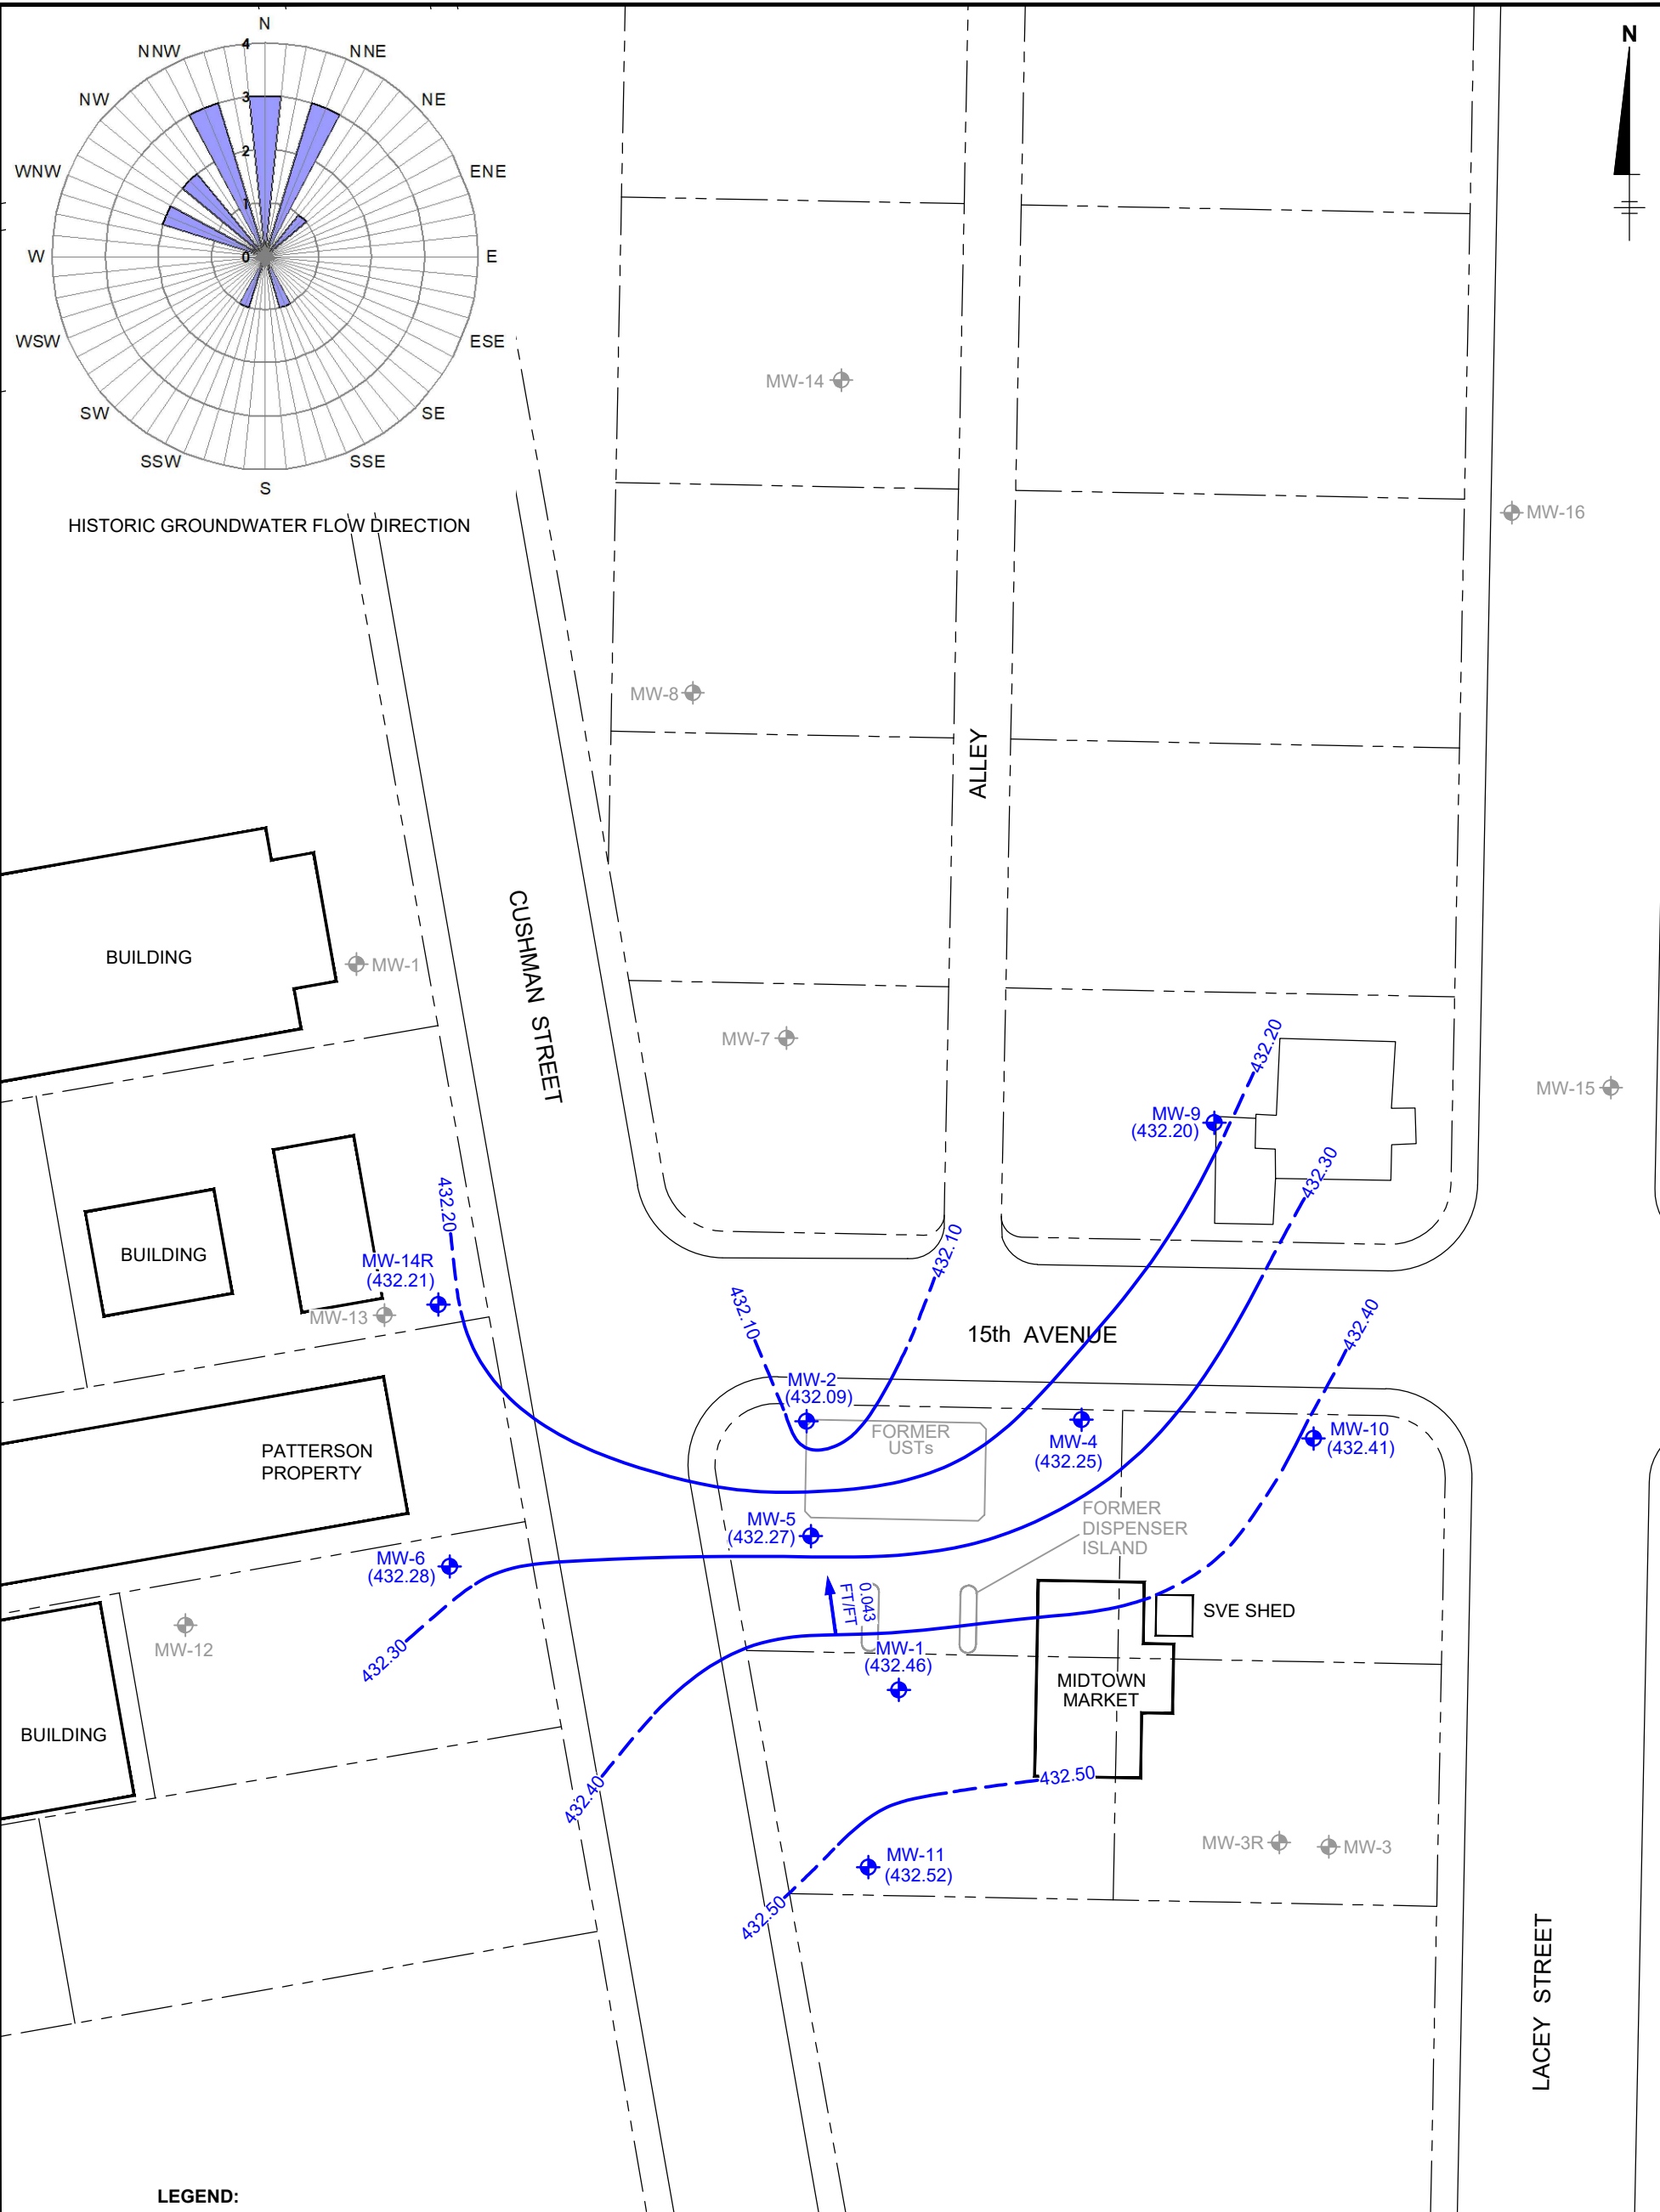 N
NNW
NNE
NW
NE
WNW
ENE
W
E
WSW
ESE
SW
SE
SSW
SSE
S
4
3
2
1
0
HISTORIC GROUNDWATER FLOW DIRECTION
N
MW-14
MW-16
MW-8
ALLEY
CUSHMAN STREET
BUILDING
MW-1
MW-7
MW-15
432.20
MW-9
(432.20)
432.30
432.20
432.10
BUILDING
MW-14R
(432.21)
MW-13
432.10
15th AVENUE
432.40
MW-2
(432.09)
FORMER
USTs
MW-4
(432.25)
MW-10
(432.41)
PATTERSON
PROPERTY
MW-5
(432.27)
FORMER
DISPENSER
ISLAND
MW-6
(432.28)
0.043
FT/FT
SVE SHED
MW-12
432.30
MW-1
(432.46)
MIDTOWN
MARKET
BUILDING
432.40
432.50
MW-3R
MW-3
MW-11
(432.52)
432.50
LACEY STREET
LEGEND: